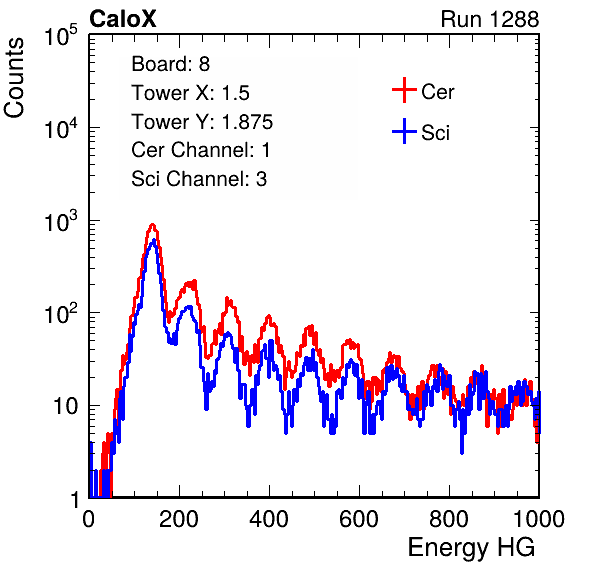 CaloX Run 1288
Counts
10^5
10^4
10^3
10^2
10
1
Board: 8
Tower X: 1.5
Tower Y: 1.875
Cer Channel: 1
Sci Channel: 3
Cer
Sci
0 200 400 600 800 1000
Energy HG